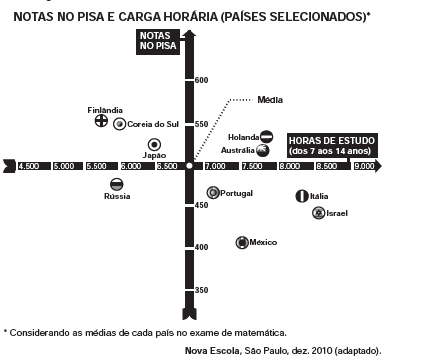 NOTAS NO PISA E CARGA HORÁRIA (PAÍSES SELECIONADOS)*
NOTAS
NO PISA
600
Média
Finlândia
550
Coreia do Sul
Holanda
HORAS DE ESTUDO
(dos 7 aos 14 anos)
Austrália
Japão
4.500 5.000 5.500 6.000 6.500 7.000 7.500 8.000 8.500 9.000
Rússia
Portugal
Itália
450
Israel
México
400
350
* Considerando as médias de cada país no exame de matemática.
Nova Escola, São Paulo, dez. 2010 (adaptado).